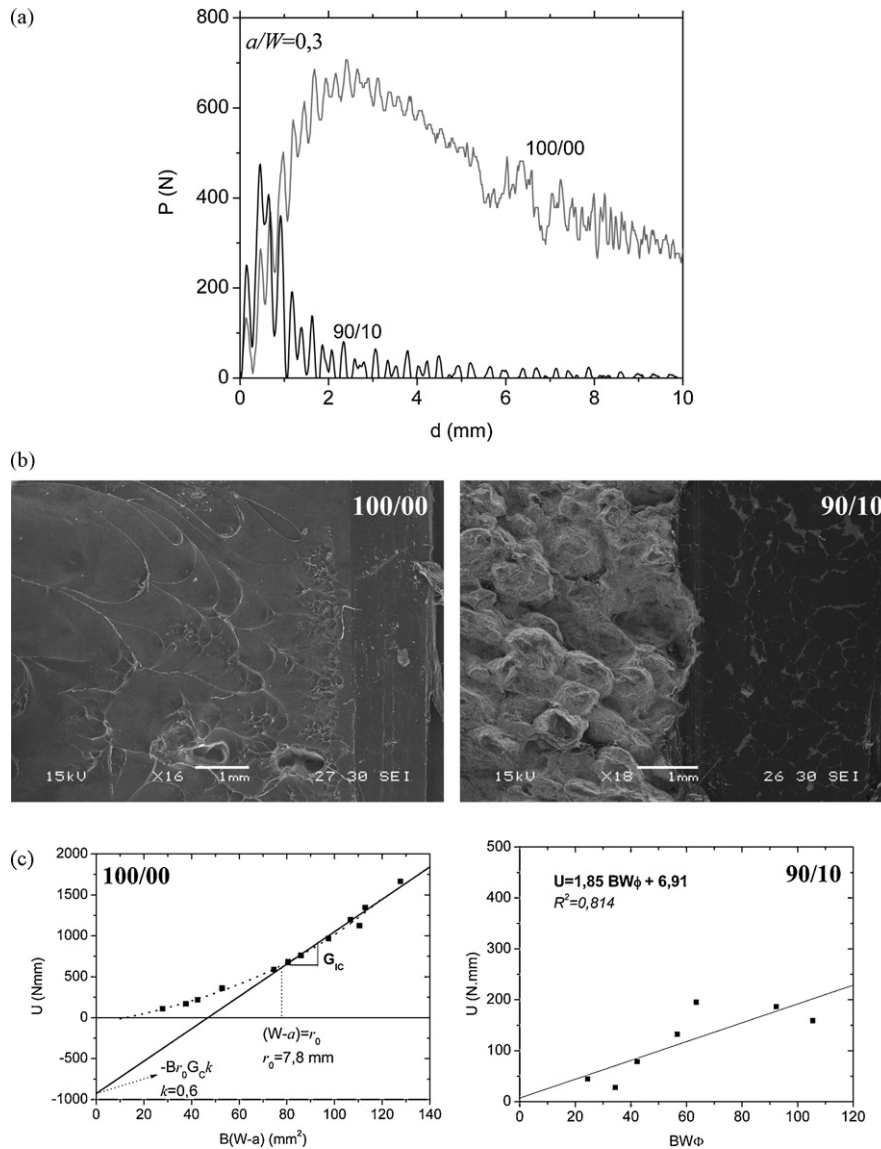 (a)
800
600
400
200
0
P (N)
a/W=0,3
100/00
90/10
0 2 4 6 8 10
d (mm)
(b)
100/00
15kV X16 1mm 27 30 SEI
90/10
15kV X18 1mm 26 30 SEI
(c)
2000
1500
1000
500
0
-500
-1000
U (Nmm)
100/00
G_IC
(W-a)=r₀
r₀=7,8 mm
-Br₀G_Ck
k=0,6
0 20 40 60 80 100 120 140
B(W-a) (mm²)
500
400
300
200
100
0
U (N.mm)
90/10
U=1,85 BWϕ + 6,91
R²=0,814
0 20 40 60 80 100 120
BWΦ